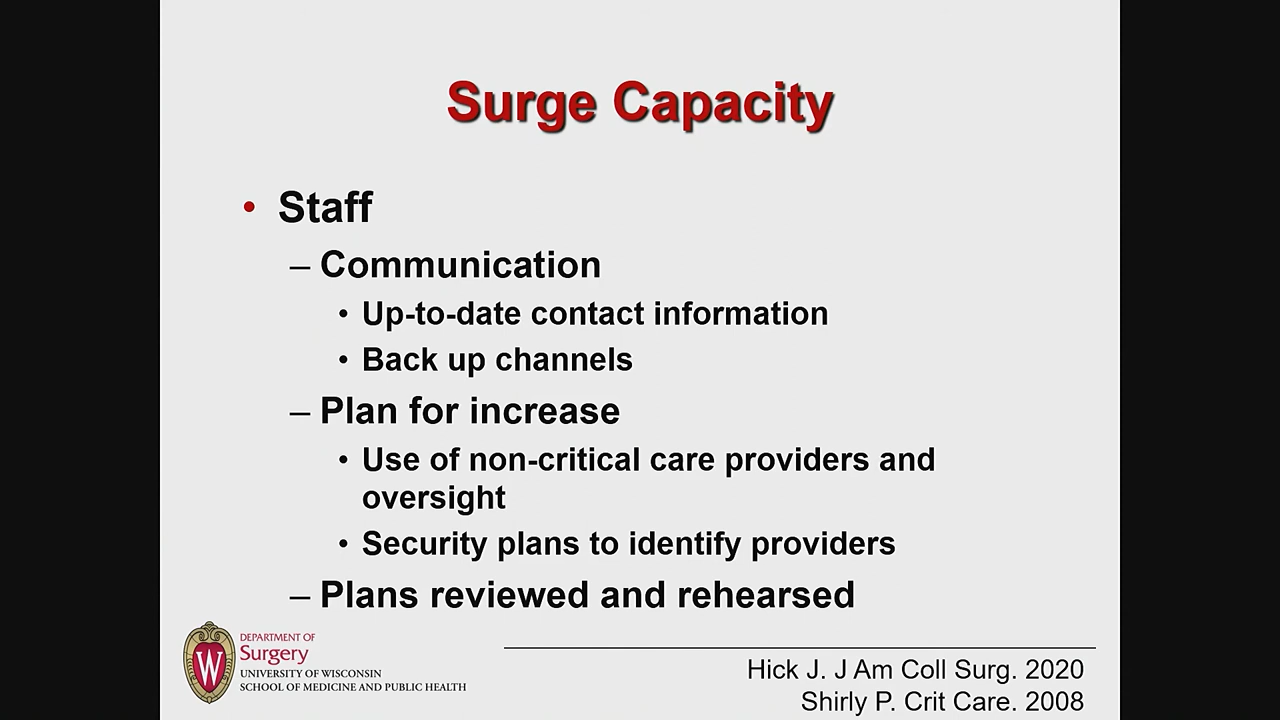 Surge Capacity
• Staff
– Communication
• Up-to-date contact information
• Back up channels
– Plan for increase
• Use of non-critical care providers and
oversight
• Security plans to identify providers
– Plans reviewed and rehearsed
W
DEPARTMENT OF
Surgery
UNIVERSITY OF WISCONSIN
SCHOOL OF MEDICINE AND PUBLIC HEALTH
Hick J. J Am Coll Surg. 2020
Shirly P. Crit Care. 2008